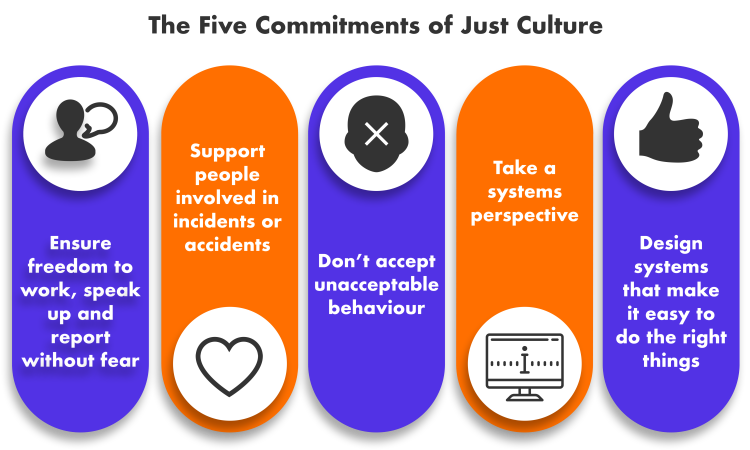 The Five Commitments of Just Culture
Ensure
freedom to
work, speak
up and
report
without fear
Support
people
involved in
incidents or
accidents
Don’t accept
unacceptable
behaviour
Take a
systems
perspective
Design
systems
that make
it easy to
do the right
things